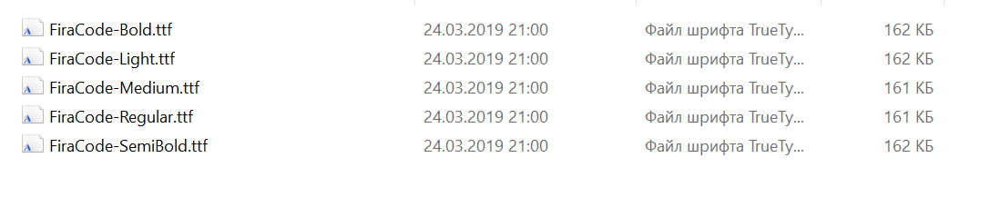 FiraCode-Bold.ttf 24.03.2019 21:00 Файл шрифта TrueTy... 162 КБ
FiraCode-Light.ttf 24.03.2019 21:00 Файл шрифта TrueTy... 162 КБ
FiraCode-Medium.ttf 24.03.2019 21:00 Файл шрифта TrueTy... 161 КБ
FiraCode-Regular.ttf 24.03.2019 21:00 Файл шрифта TrueTy... 161 КБ
FiraCode-SemiBold.ttf 24.03.2019 21:00 Файл шрифта TrueTy... 162 КБ